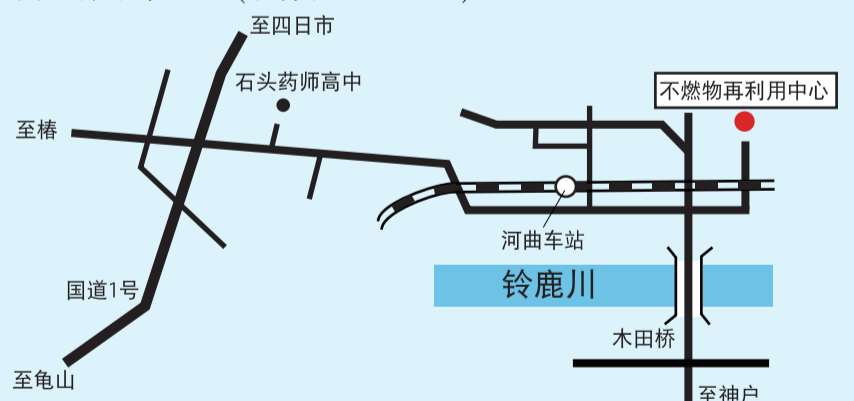 至四日市
石头药师高中
不燃物再利用中心
至椿
河曲车站
国道1号
铃鹿川
木田桥
至龟山
至神户